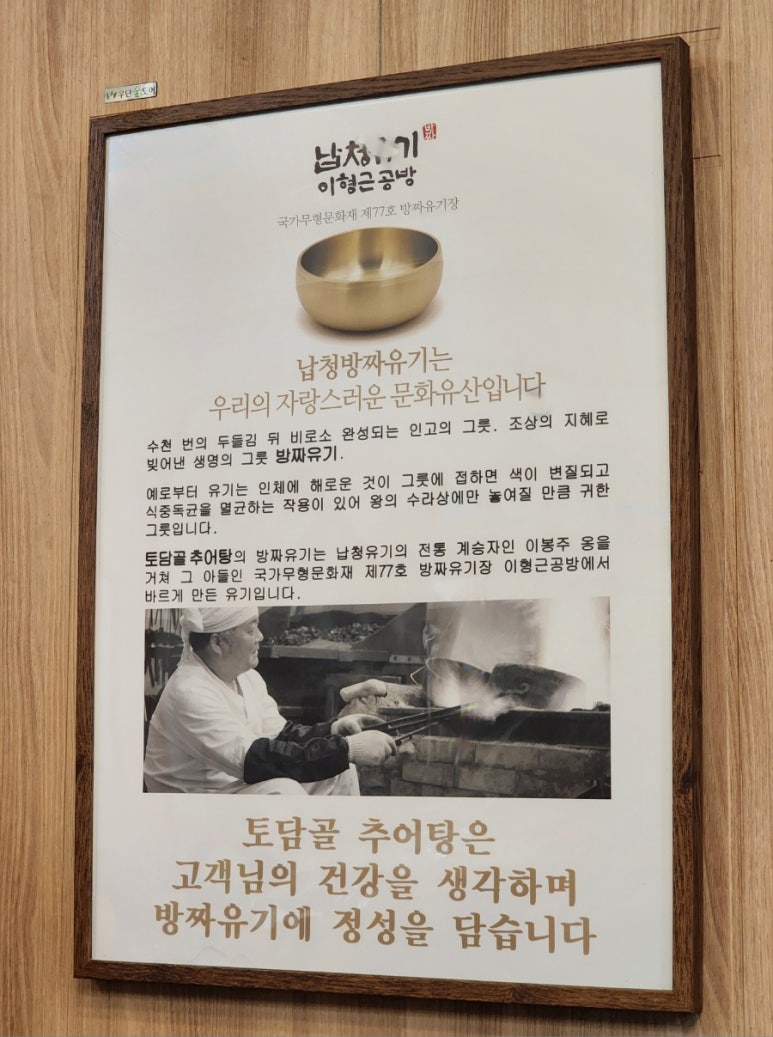 납청유기
방짜
이형근공방
국가무형문화재 제77호 방짜유기장
납청방짜유기는
우리의 자랑스러운 문화유산입니다
수천 번의 두들김 뒤 비로소 완성되는 인고의 그릇. 조상의 지혜로
빚어낸 생명의 그릇 방짜유기.
예로부터 유기는 인체에 해로운 것이 그릇에 접하면 색이 변질되고
식중독균을 멸균하는 작용이 있어 왕의 수라상에만 놓여질 만큼 귀한
그릇입니다.
토담골 추어탕의 방짜유기는 납청유기의 전통 계승자인 이봉주 옹을
거쳐 그 아들인 국가무형문화재 제77호 방짜유기장 이형근공방에서
바르게 만든 유기입니다.
토담골 추어탕은
고객님의 건강을 생각하며
방짜유기에 정성을 담습니다